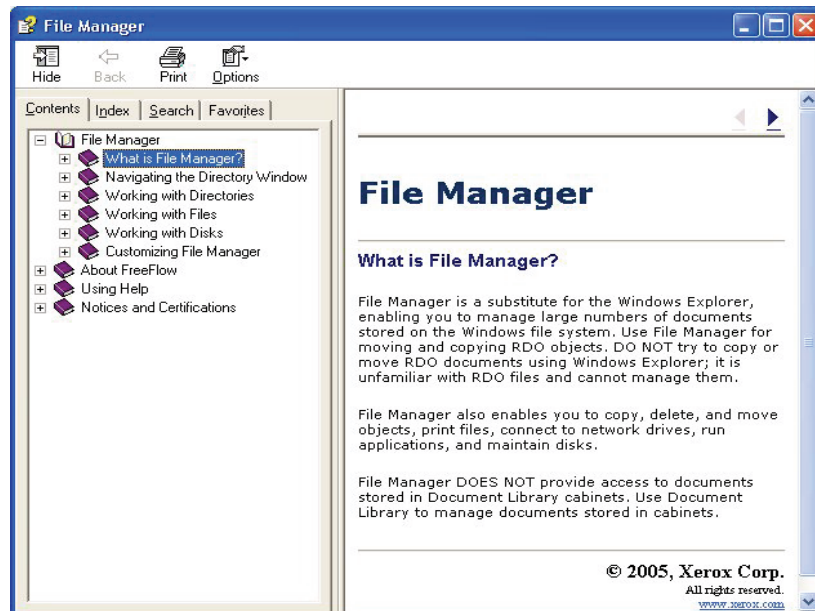 File Manager
Hide Back Print Options
Contents Index Search Favorites
File Manager
What is File Manager?
Navigating the Directory Window
Working with Directories
Working with Files
Working with Disks
Customizing File Manager
About FreeFlow
Using Help
Notices and Certifications
File Manager
What is File Manager?
File Manager is a substitute for the Windows Explorer,
enabling you to manage large numbers of documents
stored on the Windows file system. Use File Manager for
moving and copying RDO objects. DO NOT try to copy or
move RDO documents using Windows Explorer; it is
unfamiliar with RDO files and cannot manage them.
File Manager also enables you to copy, delete, and move
objects, print files, connect to network drives, run
applications, and maintain disks.
File Manager DOES NOT provide access to documents
stored in Document Library cabinets. Use Document
Library to manage documents stored in cabinets.
© 2005, Xerox Corp.
All rights reserved.
www.xerox.com